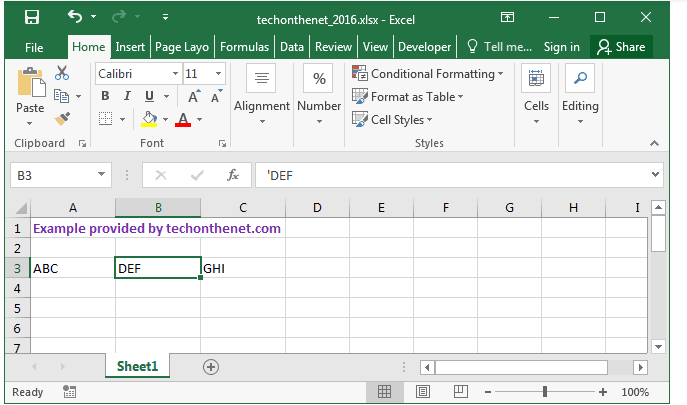 techonthenet_2016.xlsx - Excel
File Home Insert Page Layo Formulas Data Review View Developer Tell me... Sign in Share
Paste
Clipboard
Calibri 11
B I U A A
A
Font
Alignment
%
Number
Conditional Formatting
Format as Table
Cell Styles
Styles
Cells
Editing
B3 fx 'DEF
A B C D E F G H I
1 Example provided by techonthenet.com
2
3 ABC DEF GHI
4
5
6
7
Sheet1
Ready 100%